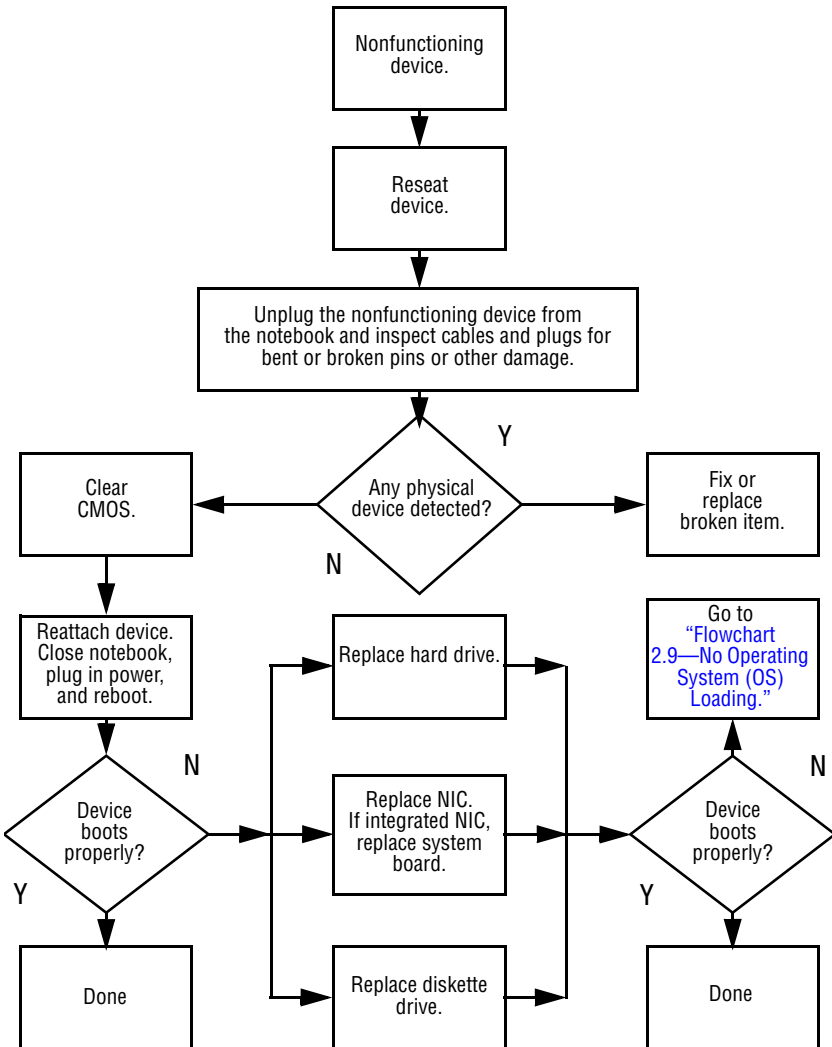 Nonfunctioning
device.
Reseat
device.
Unplug the nonfunctioning device from
the notebook and inspect cables and plugs for
bent or broken pins or other damage.
Y
Clear
CMOS.
Any physical
device detected?
Fix or
replace
broken item.
N
Reattach device.
Close notebook,
plug in power,
and reboot.
Replace hard drive.
Go to
“Flowchart
2.9—No Operating
System (OS)
Loading.”
N
N
Device
boots
properly?
Replace NIC.
If integrated NIC,
replace system
board.
Device
boots
properly?
Y
Y
Done
Replace diskette
drive.
Done